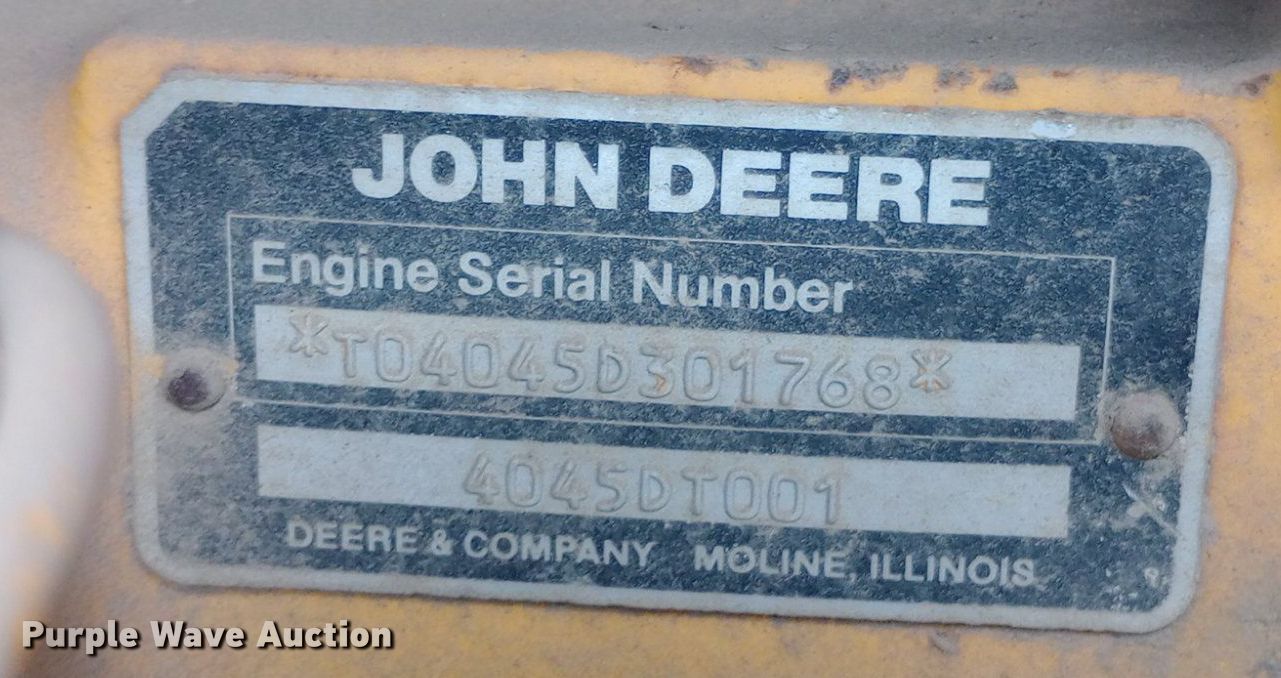 JOHN DEERE
Engine Serial Number
*T04045D301768*
4045DT001
DEERE & COMPANY MOLINE, ILLINOIS
Purple Wave Auction